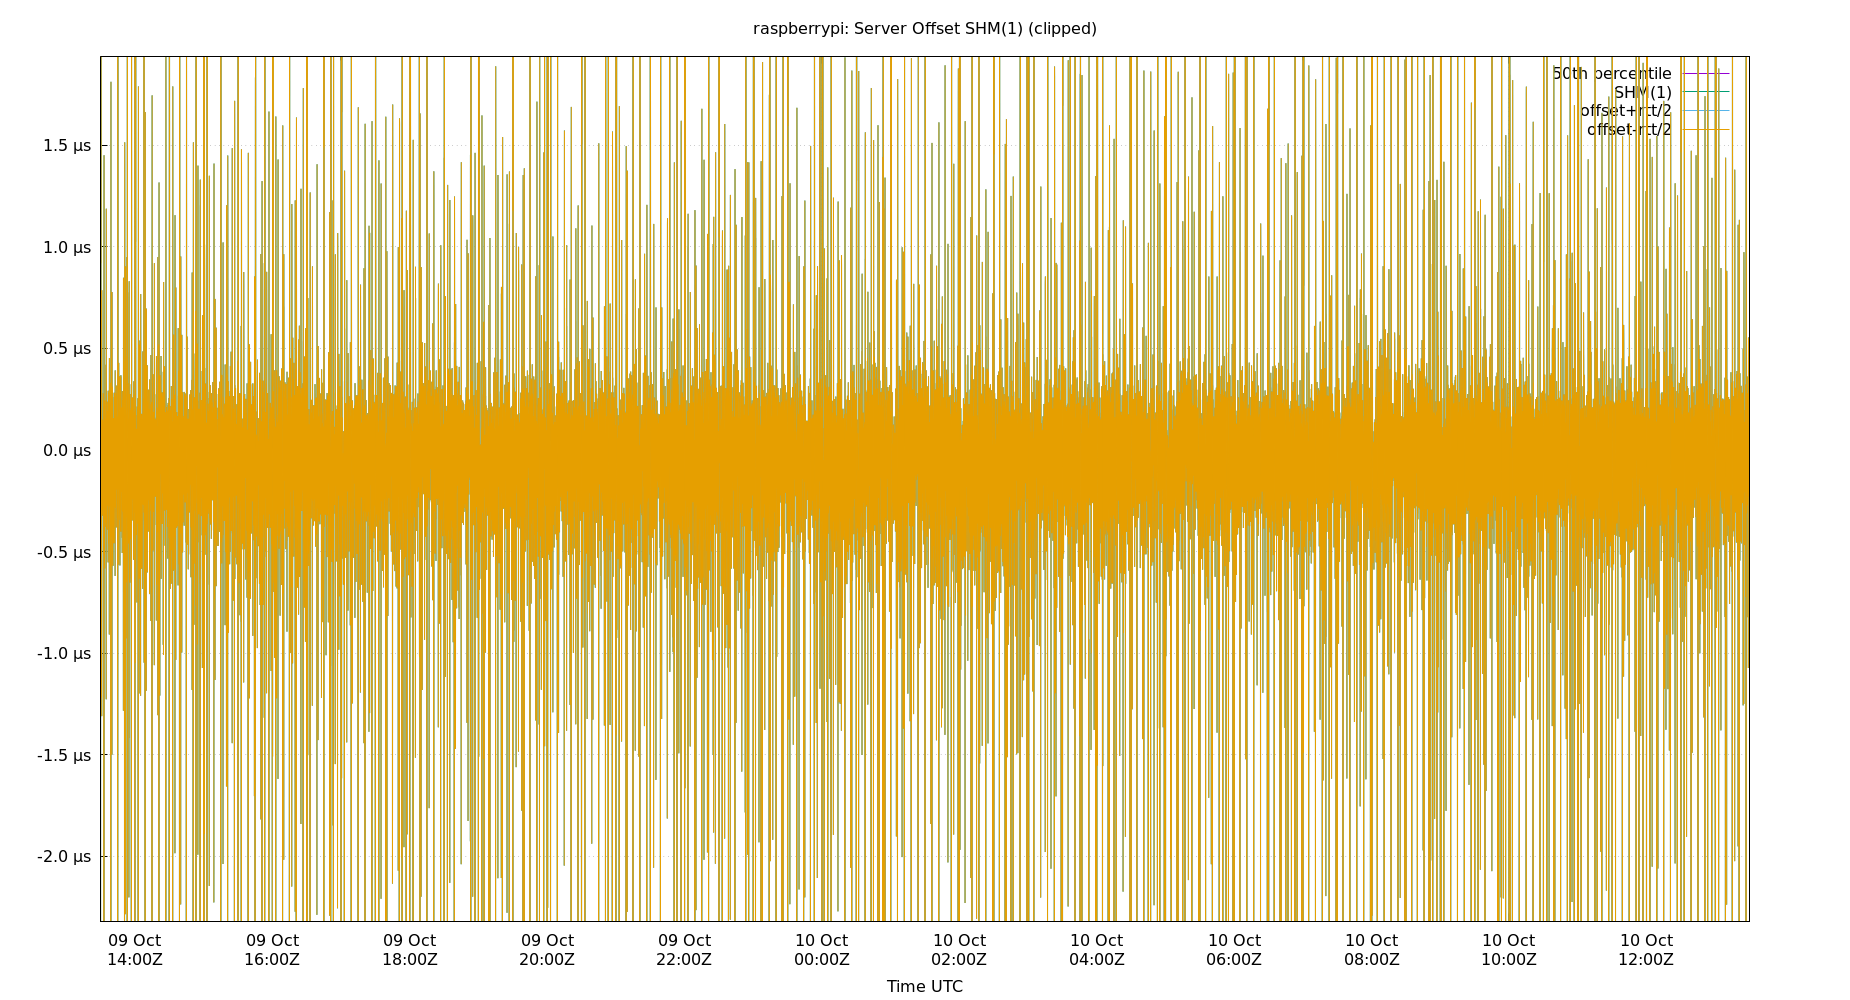 raspberrypi: Server Offset SHM(1) (clipped)
50th percentile
SHM(1)
offset+rtt/2
offset-rtt/2
1.5 µs
1.0 µs
0.5 µs
0.0 µs
-0.5 µs
-1.0 µs
-1.5 µs
-2.0 µs
09 Oct 09 Oct 09 Oct 09 Oct 09 Oct 10 Oct 10 Oct 10 Oct 10 Oct 10 Oct 10 Oct 10 Oct
14:00Z 16:00Z 18:00Z 20:00Z 22:00Z 00:00Z 02:00Z 04:00Z 06:00Z 08:00Z 10:00Z 12:00Z
Time UTC